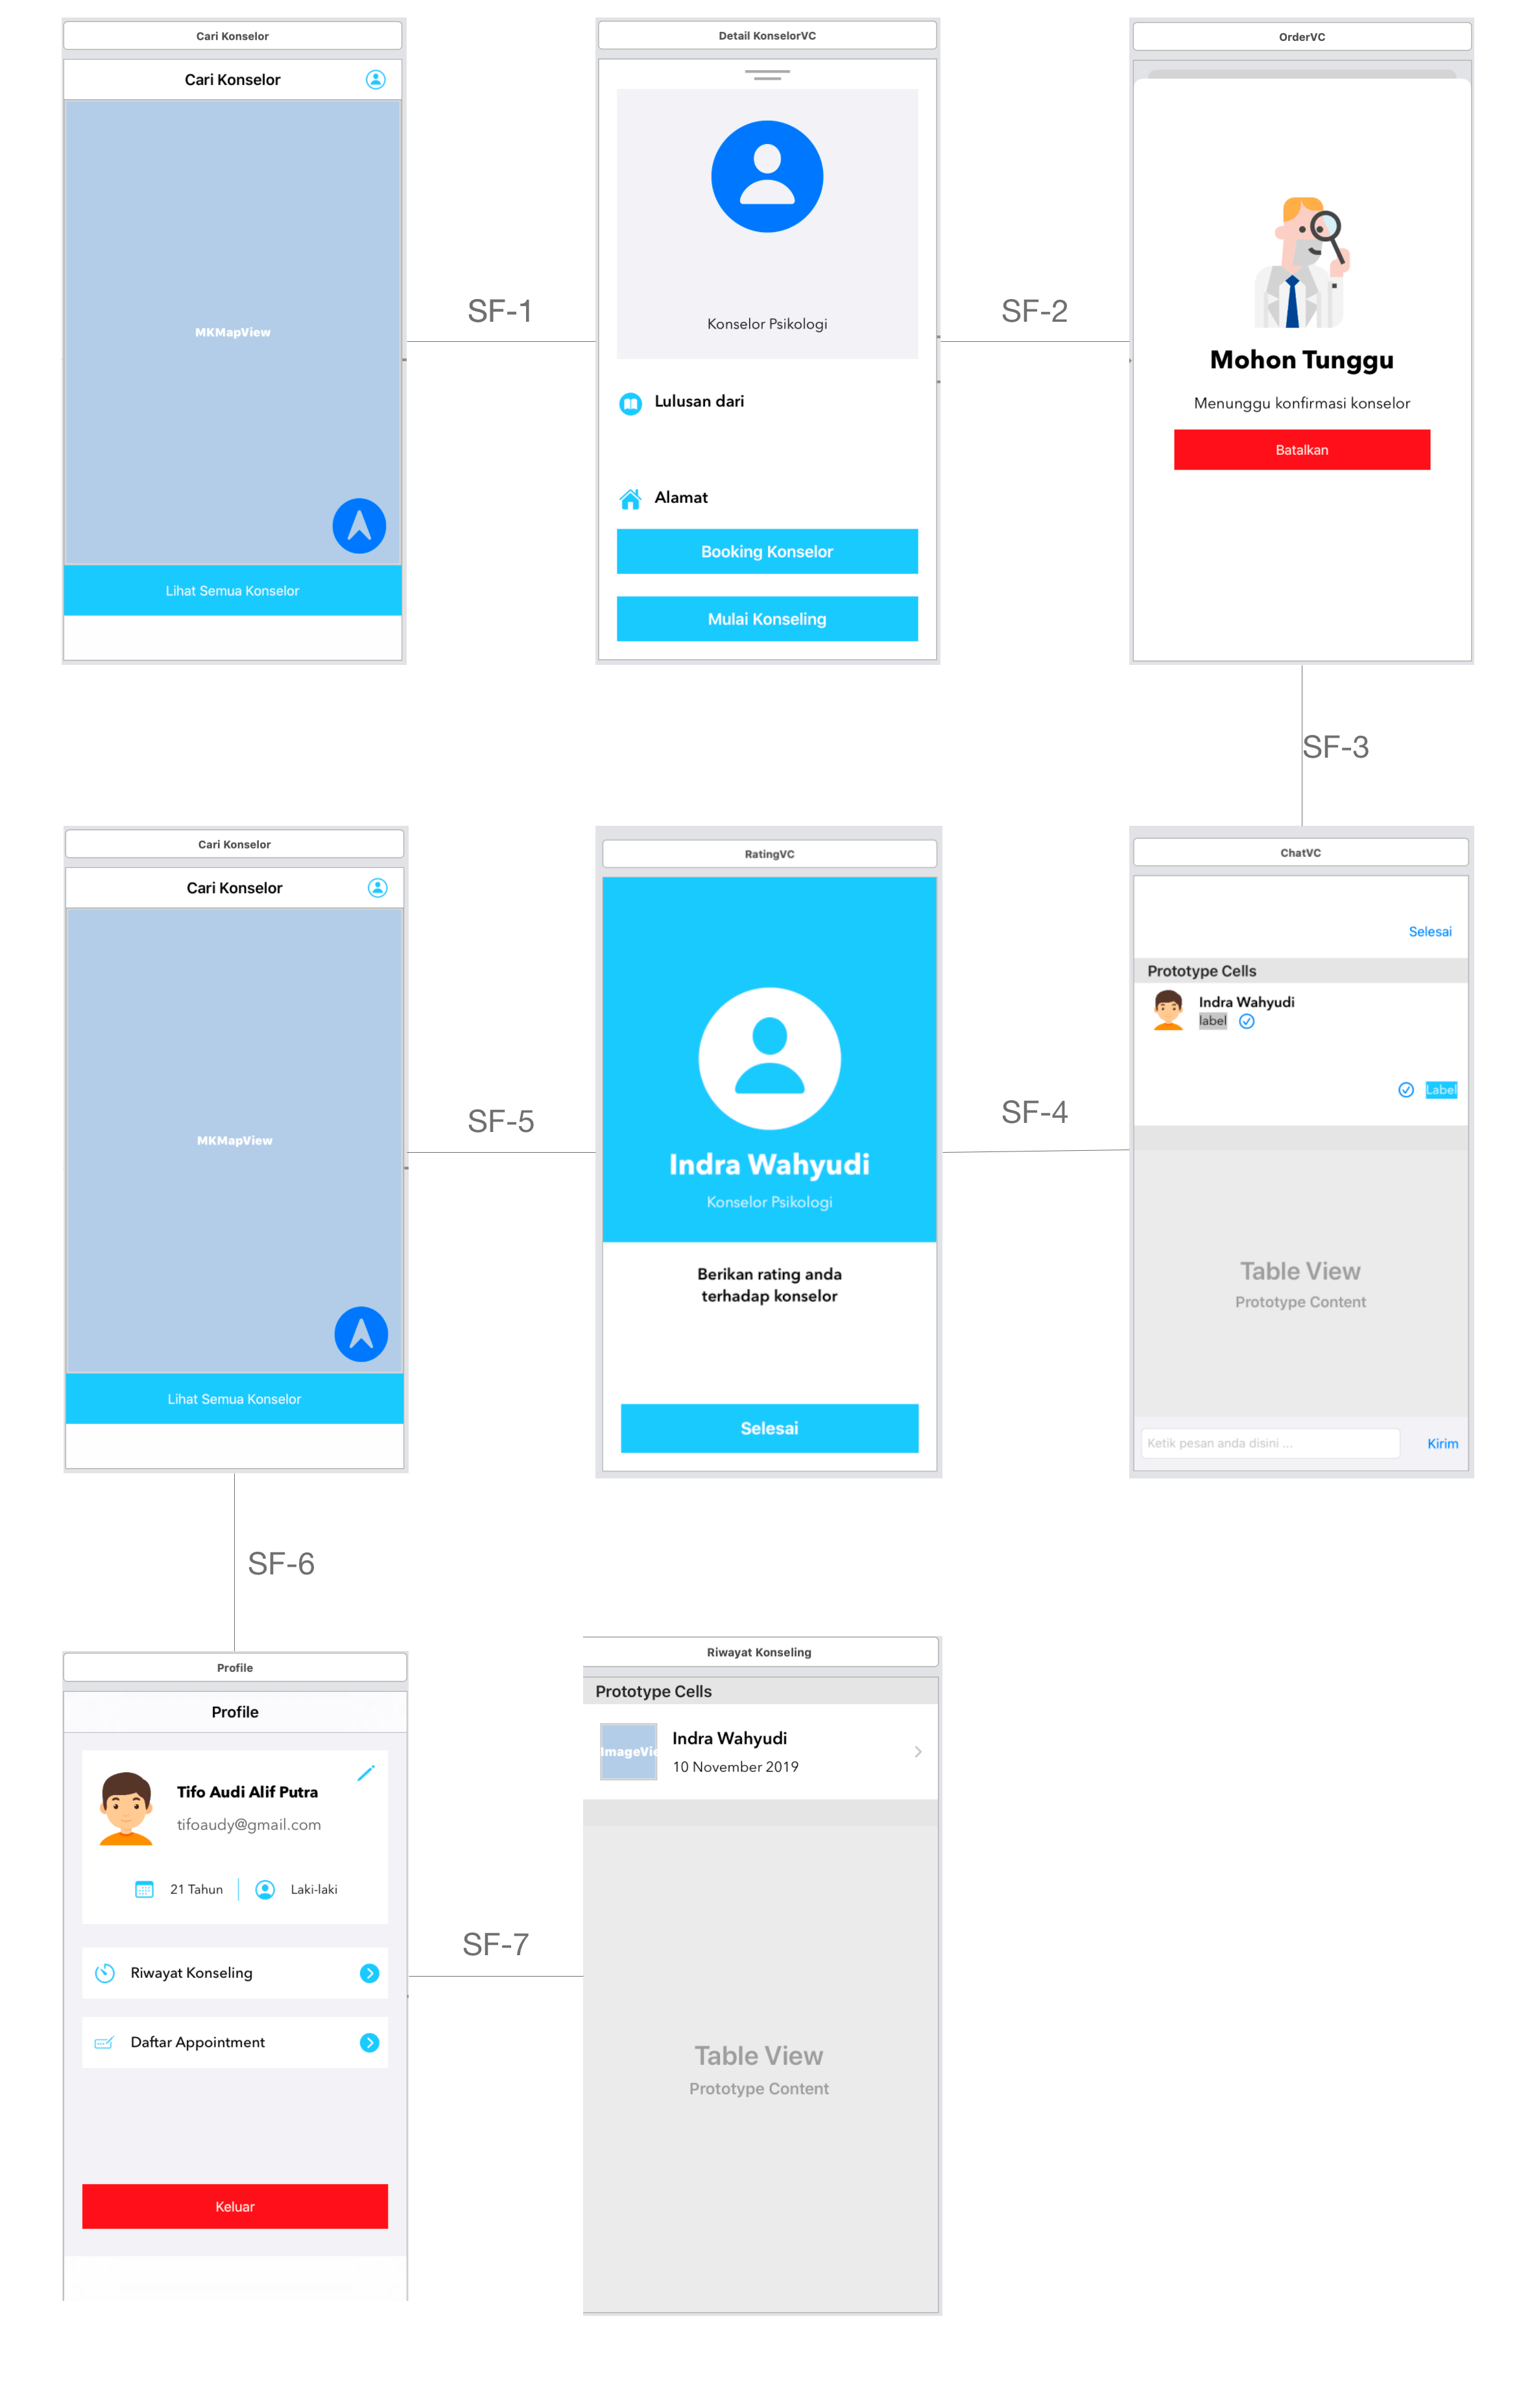 Cari Konselor
Cari Konselor
MKMapView
Lihat Semua Konselor
SF-1
Detail KonselorVC
Konselor Psikologi
Lulusan dari
Alamat
Booking Konselor
Mulai Konseling
SF-2
OrderVC
Mohon Tunggu
Menunggu konfirmasi konselor
Batalkan
SF-3
Cari Konselor
Cari Konselor
MKMapView
Lihat Semua Konselor
SF-5
RatingVC
Indra Wahyudi
Konselor Psikologi
Berikan rating anda
terhadap konselor
Selesai
SF-4
ChatVC
Selesai
Prototype Cells
Indra Wahyudi
label
Label
Table View
Prototype Content
Ketik pesan anda disini ...
Kirim
SF-6
Profile
Profile
Tifo Audi Alif Putra
tifoaudy@gmail.com
21 Tahun
Laki-laki
Riwayat Konseling
Daftar Appointment
Keluar
SF-7
Riwayat Konseling
Prototype Cells
ImageVie
Indra Wahyudi
10 November 2019
Table View
Prototype Content